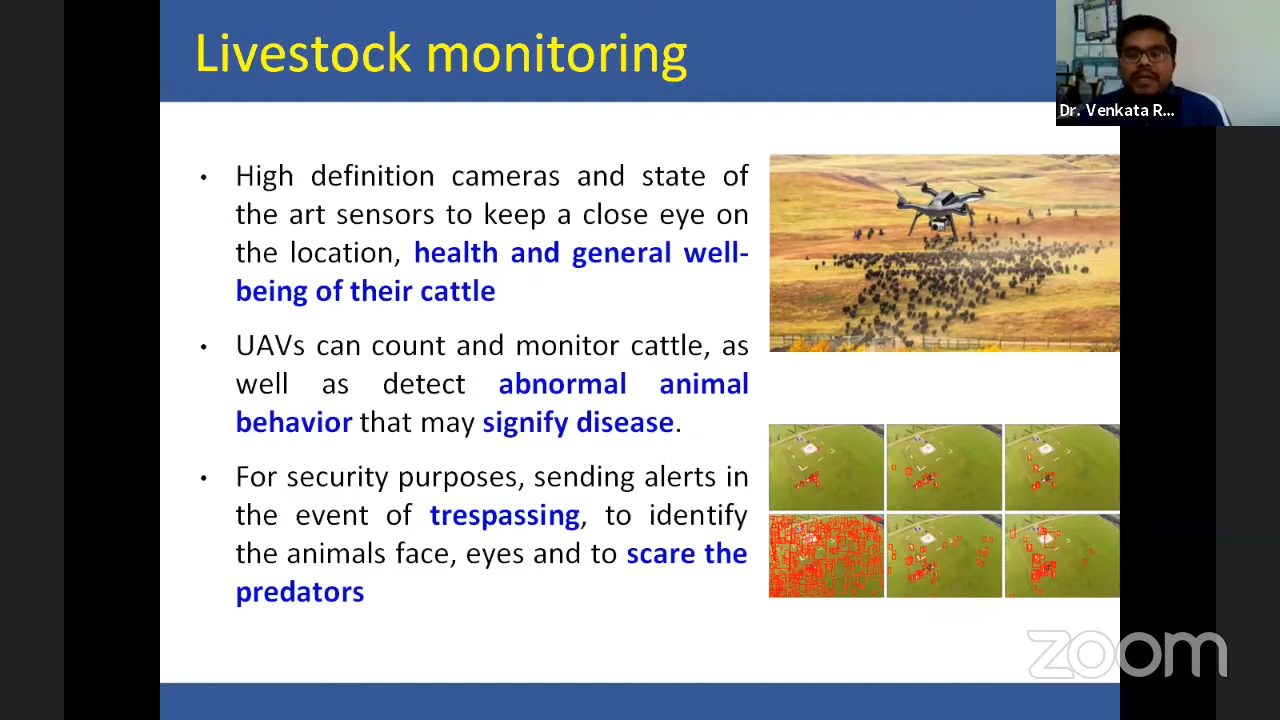 Livestock monitoring
Dr. Venkata R...
• High definition cameras and state of
the art sensors to keep a close eye on
the location, health and general well-
being of their cattle
• UAVs can count and monitor cattle, as
well as detect abnormal animal
behavior that may signify disease.
• For security purposes, sending alerts in
the event of trespassing, to identify
the animals face, eyes and to scare the
predators
zoom